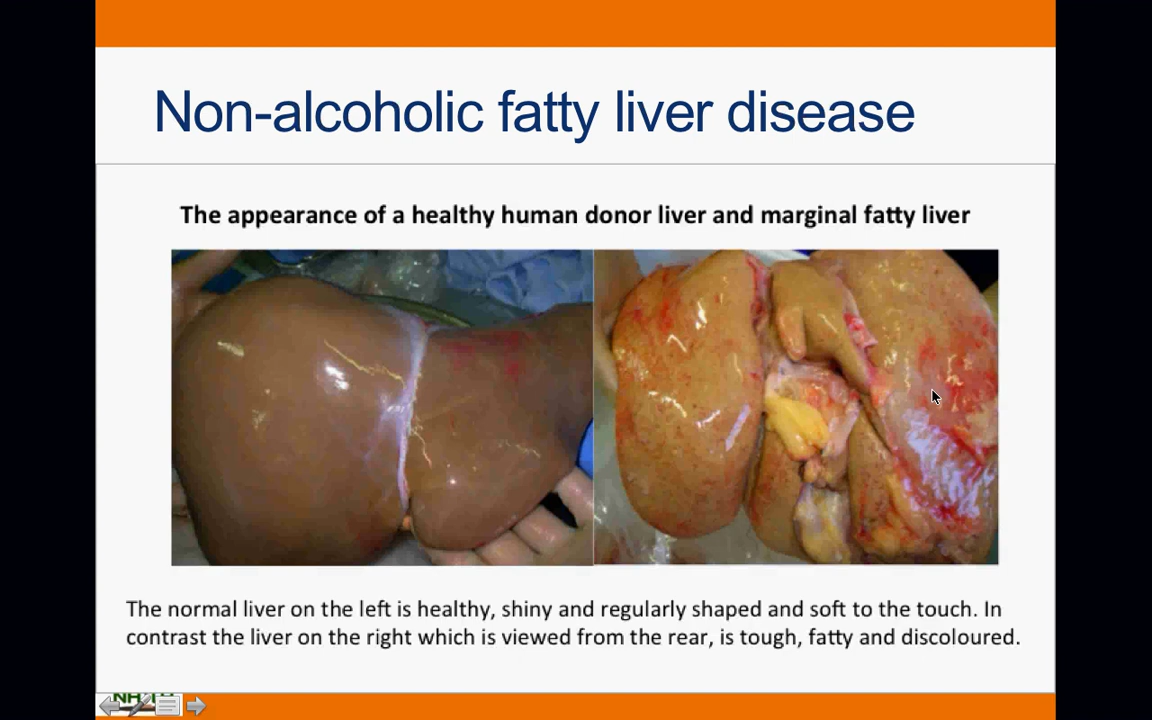 Non-alcoholic fatty liver disease
The appearance of a healthy human donor liver and marginal fatty liver
The normal liver on the left is healthy, shiny and regularly shaped and soft to the touch. In
contrast the liver on the right which is viewed from the rear, is tough, fatty and discoloured.